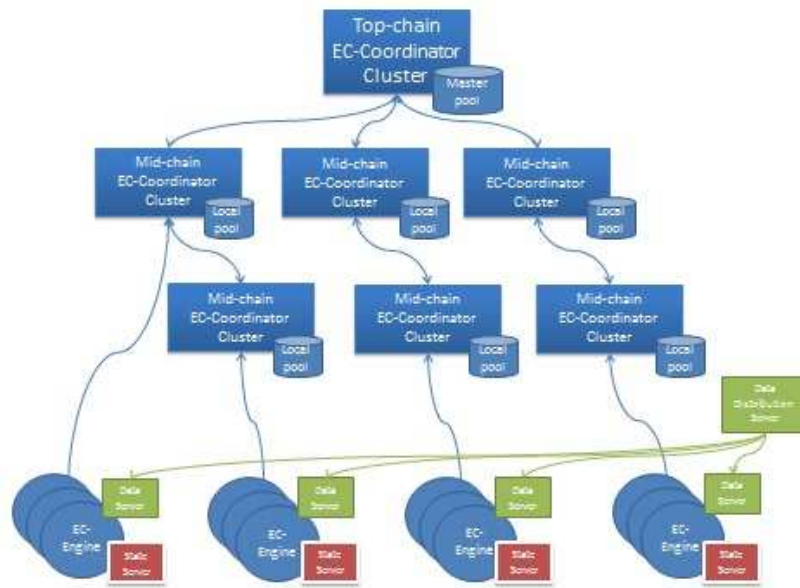 Top-chain
EC-Coordinator
Cluster
Master
pool
Mid-chain
EC-Coordinator
Cluster
Local
pool
Mid-chain
EC-Coordinator
Cluster
Local
pool
Mid-chain
EC-Coordinator
Cluster
Local
pool
Mid-chain
EC-Coordinator
Cluster
Local
pool
Mid-chain
EC-Coordinator
Cluster
Local
pool
Mid-chain
EC-Coordinator
Cluster
Local
pool
Data
Distribution
Server
EC-
Engine
Data
Server
Static
Server
EC-
Engine
Data
Server
Static
Server
EC-
Engine
Data
Server
Static
Server
EC-
Engine
Data
Server
Static
Server